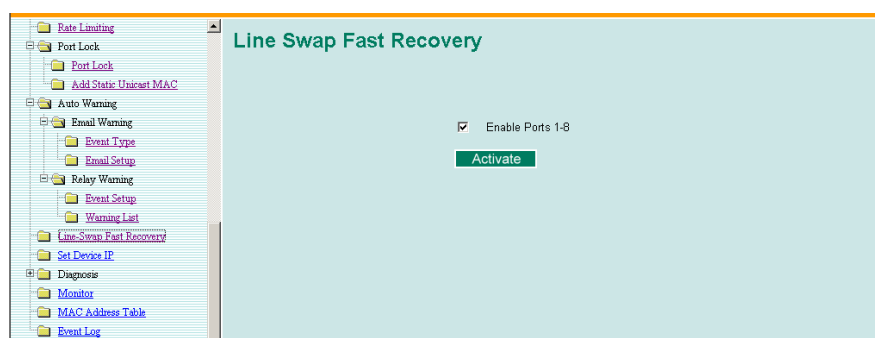 Rate Limiting
Port Lock
Port Lock
Add Static Unicast MAC
Auto Warning
Email Warning
Event Type
Email Setup
Relay Warning
Event Setup
Warning List
Line-Swap Fast Recovery
Set Device IP
Diagnosis
Monitor
MAC Address Table
Event Log
Line Swap Fast Recovery
Enable Ports 1-8
Activate